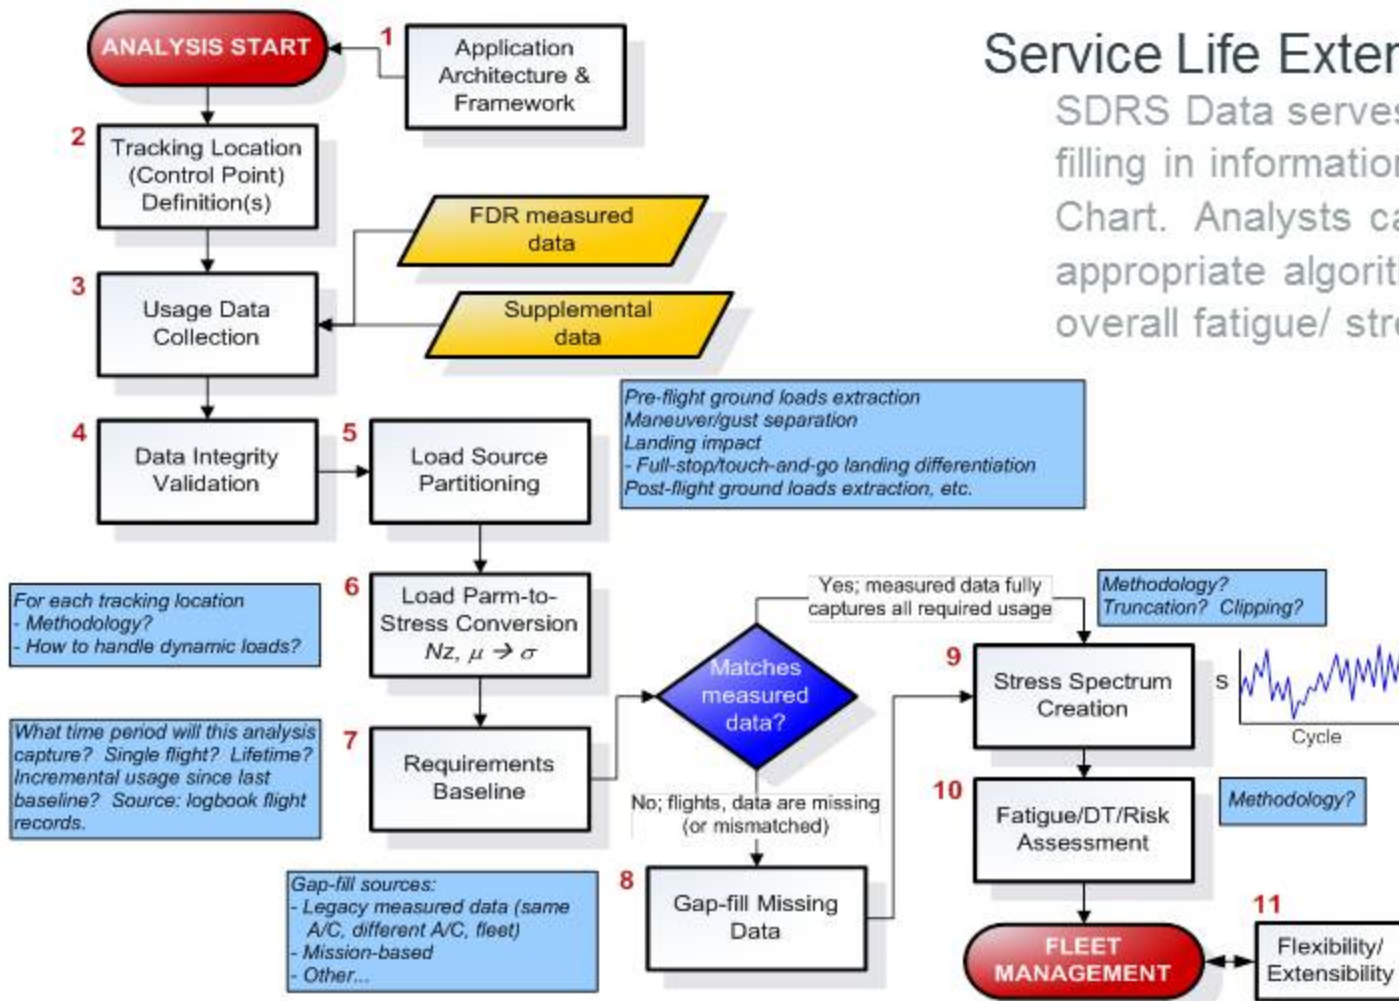 ANALYSIS START
1
Application
Architecture &
Framework
Service Life
SDRS Data
filling in information
Chart. Analysts
appropriate
overall fatigue/
2
Tracking Location
(Control Point)
Definition(s)
FDR measured
data
3
Usage Data
Collection
Supplemental
data
4
Data Integrity
Validation
5
Load Source
Partitioning
Pre-flight ground loads extraction
Maneuver/gust separation
Landing impact
- Full-stop/touch-and-go landing differentiation
Post-flight ground loads extraction, etc.
For each tracking location
- Methodology?
- How to handle dynamic loads?
6
Load Parm-to-
Stress Conversion
Nz, μ → σ
What time period will this analysis
capture? Single flight? Lifetime?
Incremental usage since last
baseline? Source: logbook flight
records.
7
Requirements
Baseline
Matches
measured
data?
Yes; measured data fully
captures all required usage
No; flights, data are missing
(or mismatched)
Gap-fill sources:
- Legacy measured data (same
A/C, different A/C, fleet)
- Mission-based
- Other...
8
Gap-fill Missing
Data
Methodology?
Truncation? Clipping?
9
Stress Spectrum
Creation
S
Cycle
10
Fatigue/DT/Risk
Assessment
Methodology?
FLEET
MANAGEMENT
11
Flexibility/
Extensibility